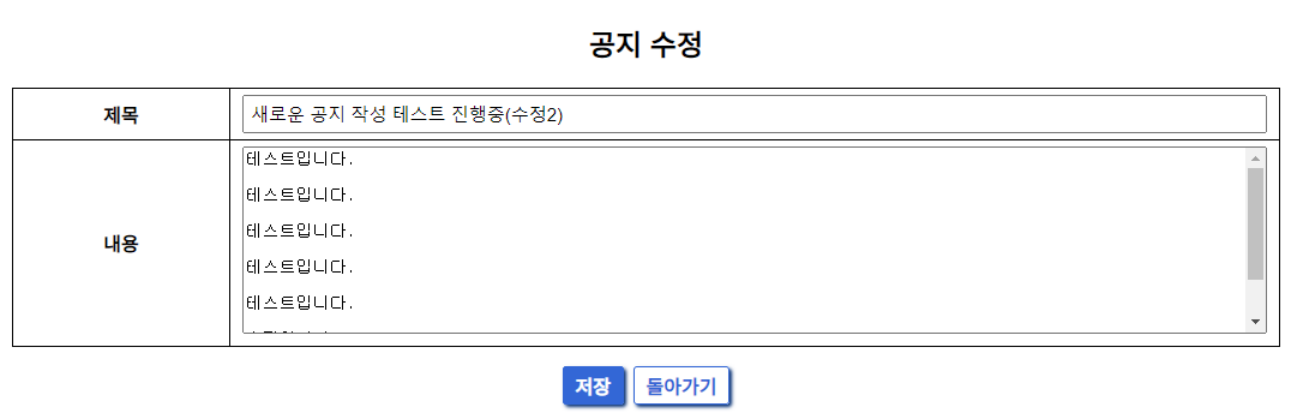 공지 수정
제목
새로운 공지 작성 테스트 진행중(수정2)
내용
테스트입니다.
테스트입니다.
테스트입니다.
테스트입니다.
테스트입니다.
저장 돌아가기